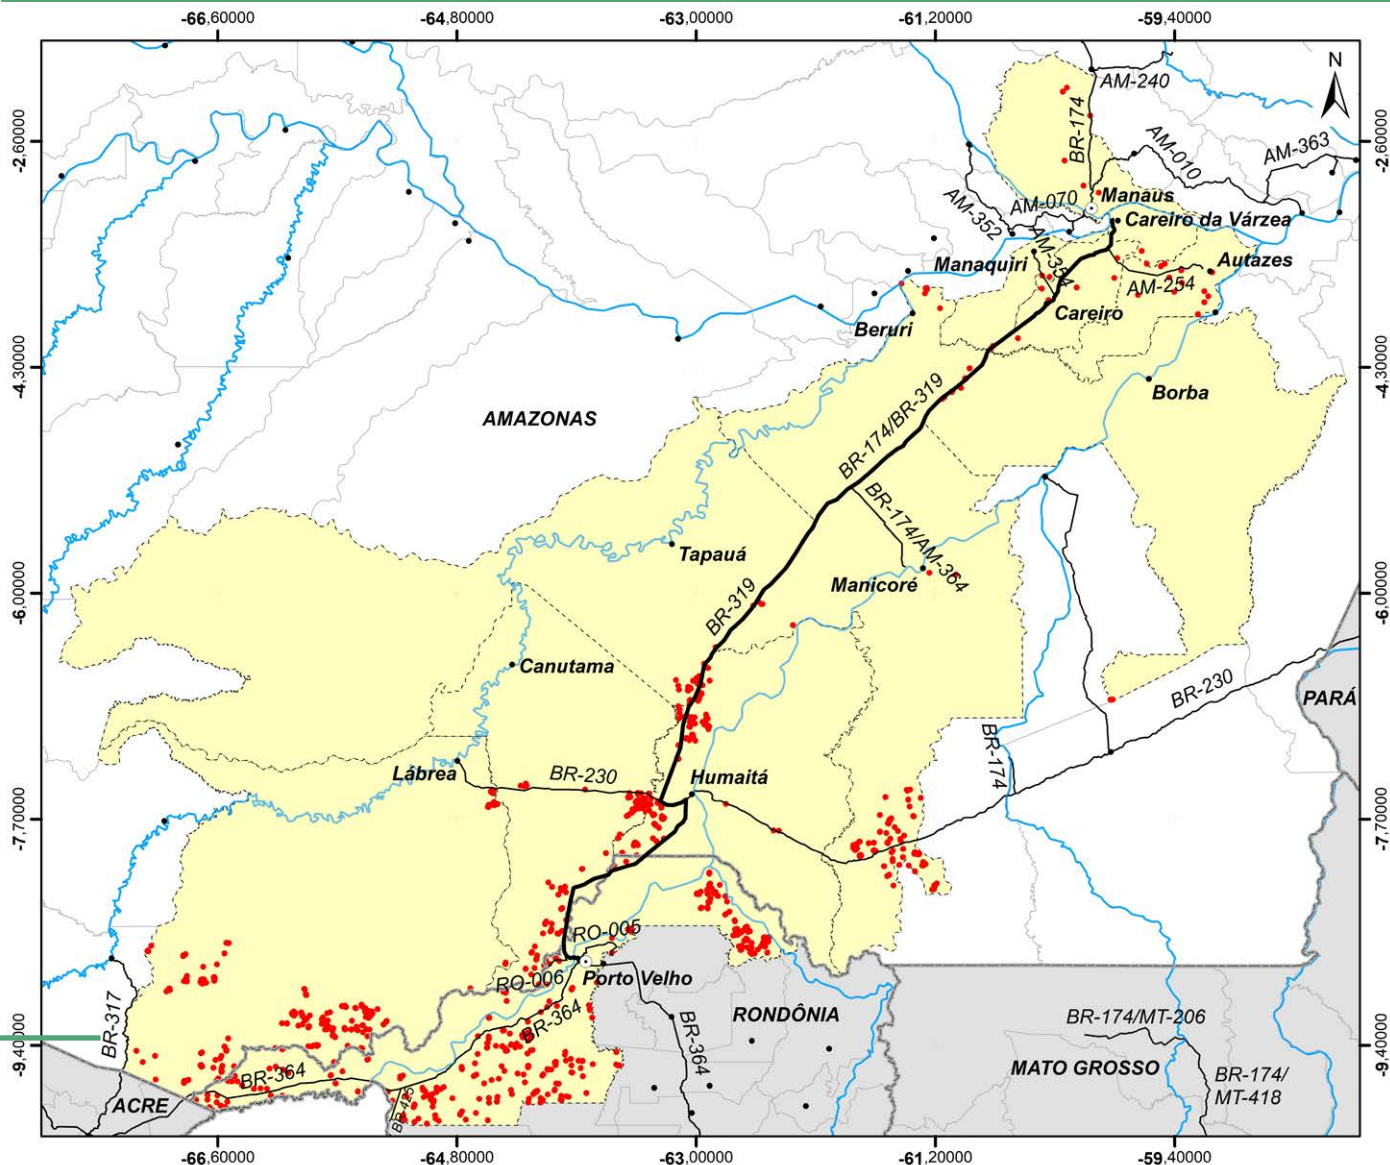 -66,60000
-64,80000
-63,00000
-61,20000
-59,40000
N
AM-240
BR-174
-2,60000
-2,60000
AM-010
AM-363
Manaus
AM-070
AM-352
Careiro da Várzea
AM-354
Manaquiri
Autazes
AM-254
Careiro
Beruri
-4,30000
-4,30000
Borba
AMAZONAS
BR-174/BR-319
BR-174/AM-364
Tapauá
Manicoré
-6,00000
-6,00000
BR-319
Canutama
BR-230
PARÁ
BR-174
Lábrea
BR-230
Humaitá
-7,70000
-7,70000
RO-005
RO-006
Porto Velho
BR-317
BR-364
BR-364
RONDÔNIA
BR-174/MT-206
-9,40000
-9,40000
MATO GROSSO
BR-364
BR-174/
MT-418
ACRE
BR-425
-66,60000
-64,80000
-63,00000
-61,20000
-59,40000